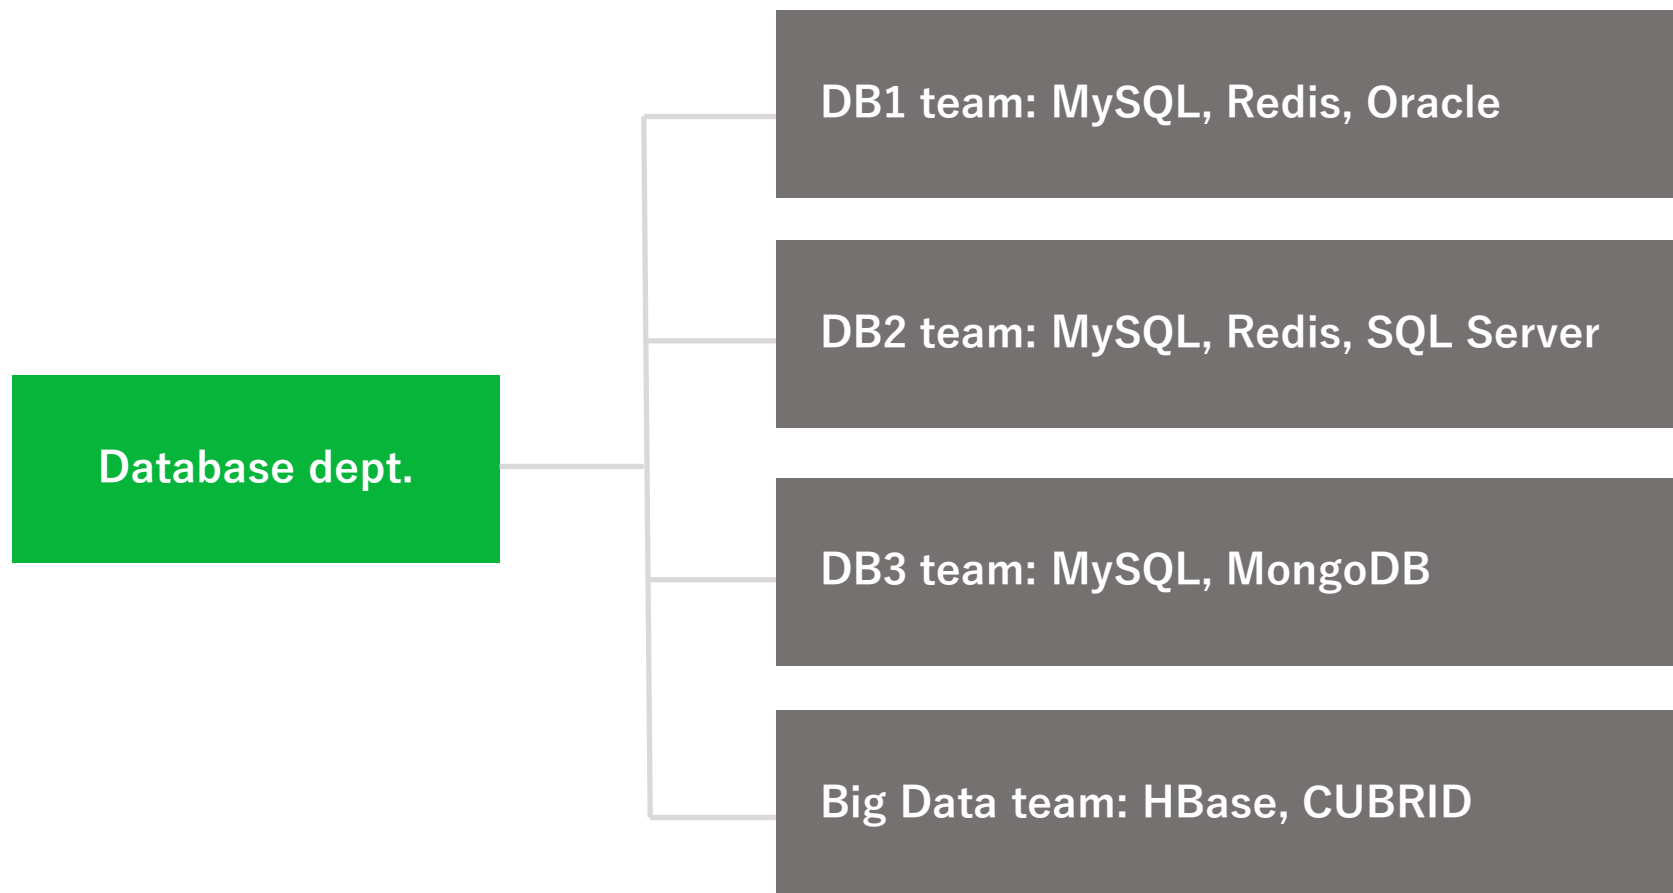 DB1 team: MySQL, Redis, Oracle
DB2 team: MySQL, Redis, SQL Server
Database dept.
DB3 team: MySQL, MongoDB
Big Data team: HBase, CUBRID